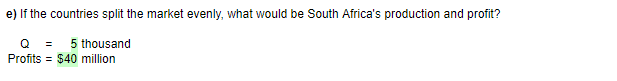 e) If the countries split the market evenly, what would be South Africa's production and profit?
Q = 5 thousand
Profits = $40 million